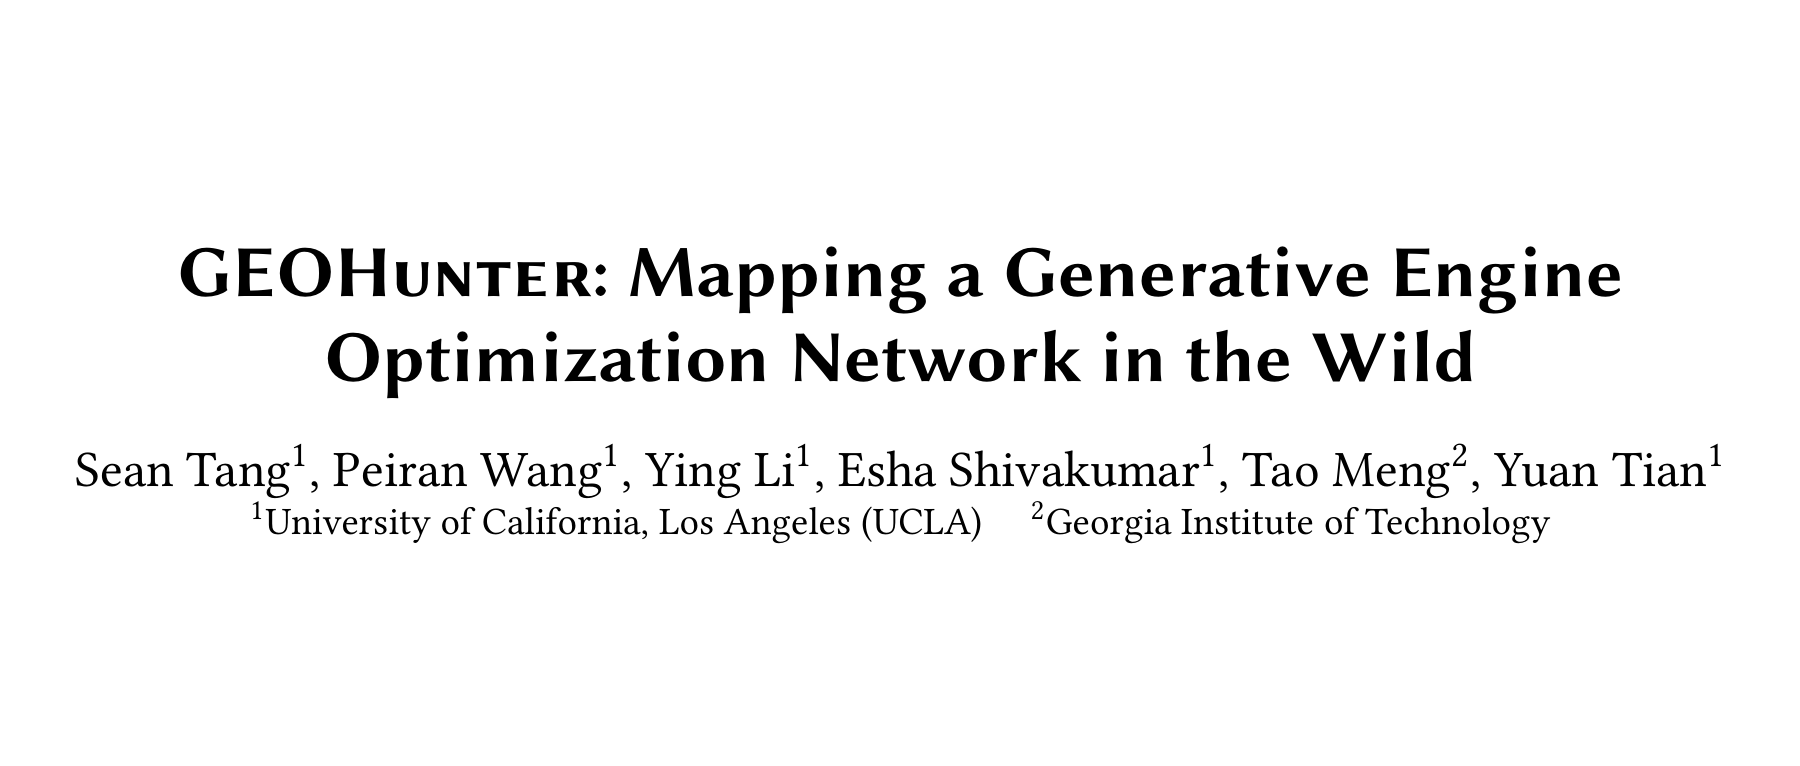 GEOHunter: Mapping a Generative Engine
Optimization Network in the Wild
Sean Tang¹, Peiran Wang¹, Ying Li¹, Esha Shivakumar¹, Tao Meng², Yuan Tian¹
¹University of California, Los Angeles (UCLA) ²Georgia Institute of Technology